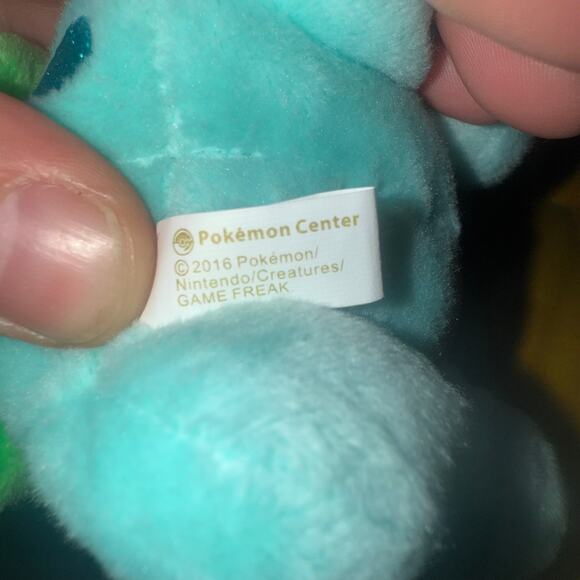 Pokémon Center
© 2016 Pokémon/
Nintendo/Creatures/
GAME FREAK